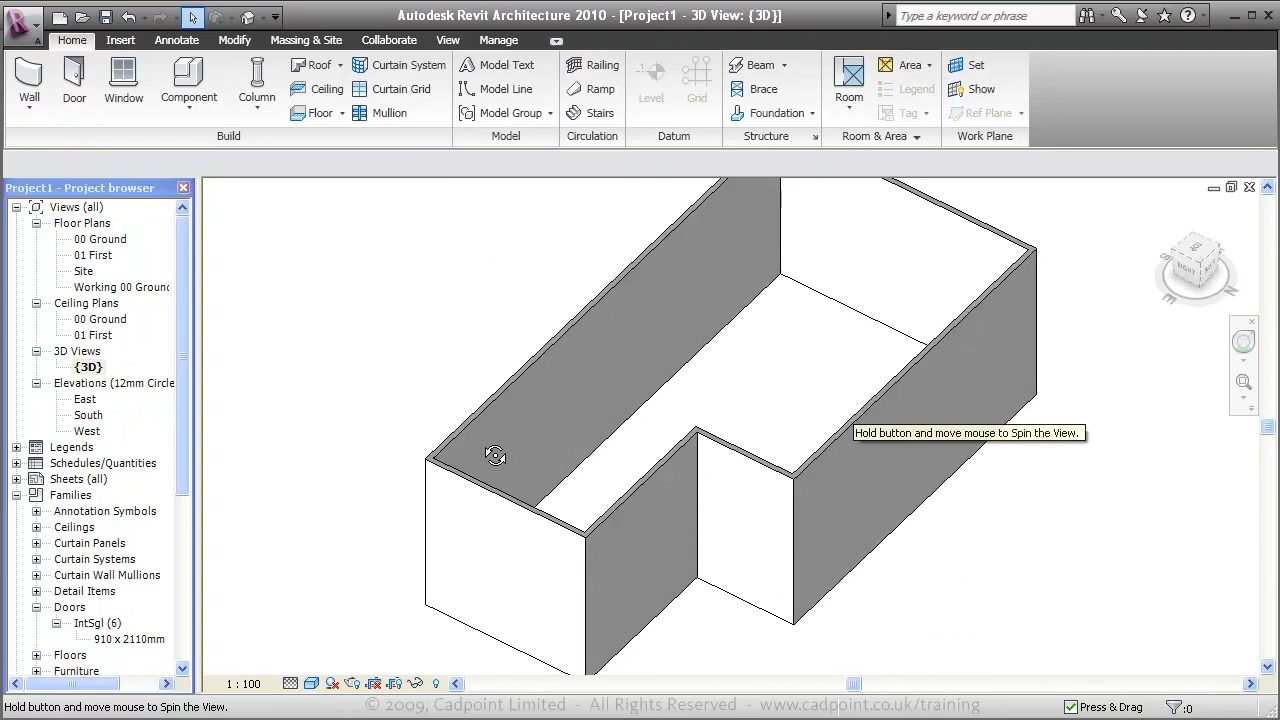 Autodesk Revit Architecture 2010 - [Project1 - 3D View: {3D}]
Type a keyword or phrase
Home Insert Annotate Modify Massing & Site Collaborate View Manage
Wall Door Window Component Column
Roof Curtain System
Ceiling Curtain Grid
Floor Mullion
Build
Model Text
Model Line
Model Group
Model
Railing
Ramp
Stairs
Circulation
Level Grid
Datum
Beam
Brace
Foundation
Structure
Room
Area
Legend
Tag
Room & Area
Set
Show
Ref Plane
Work Plane
Project1 - Project browser
Views (all)
Floor Plans
00 Ground
01 First
Site
Working 00 Ground
Ceiling Plans
00 Ground
01 First
3D Views
{3D}
Elevations (12mm Circle
East
South
West
Legends
Schedules/Quantities
Sheets (all)
Families
Annotation Symbols
Ceilings
Curtain Panels
Curtain Systems
Curtain Wall Mullions
Detail Items
Doors
IntSgl (6)
910 x 2110mm
Floors
Furniture
RIGHT
Hold button and move mouse to Spin the View.
1 : 100
Hold button and move mouse to Spin the View.
© 2009, Cadpoint Limited - All Rights Reserved - www.cadpoint.co.uk/training
Press & Drag
:0